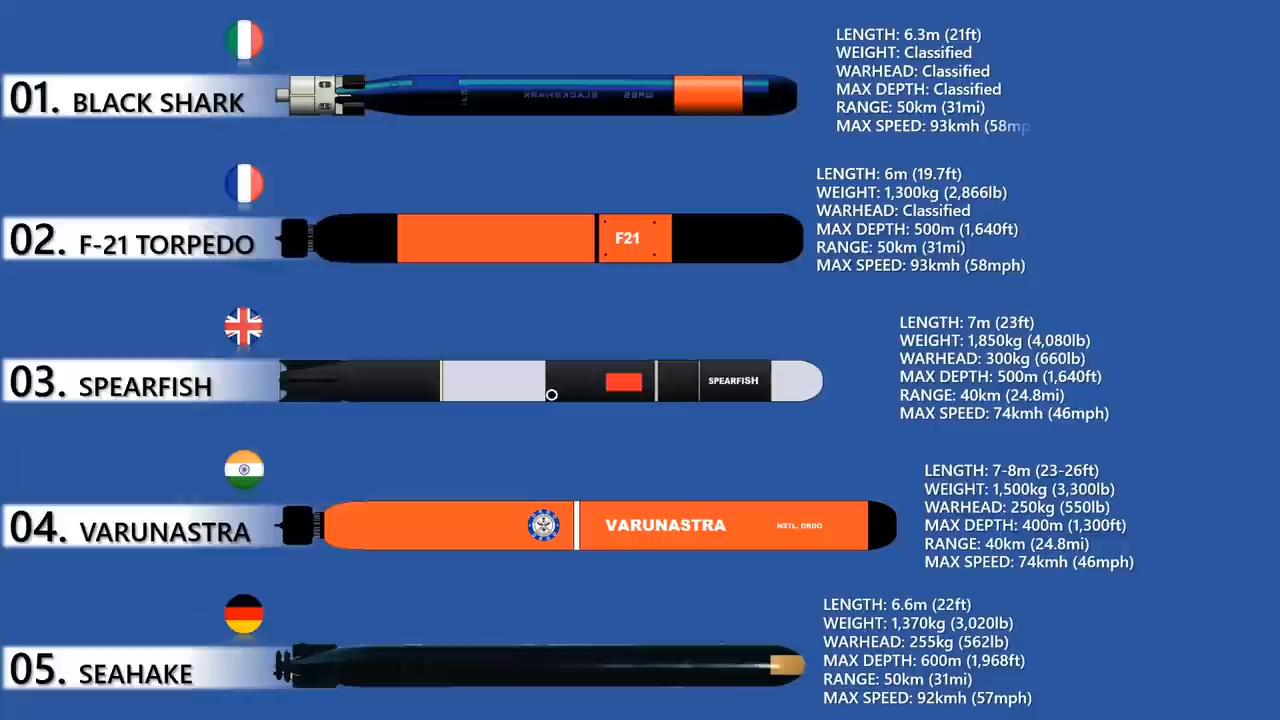 01. BLACK SHARK
LENGTH: 6.3m (21ft)
WEIGHT: Classified
WARHEAD: Classified
MAX DEPTH: Classified
RANGE: 50km (31mi)
MAX SPEED: 93kmh (58mp
02. F-21 TORPEDO
F21
LENGTH: 6m (19.7ft)
WEIGHT: 1,300kg (2,866lb)
WARHEAD: Classified
MAX DEPTH: 500m (1,640ft)
RANGE: 50km (31mi)
MAX SPEED: 93kmh (58mph)
03. SPEARFISH
SPEARFISH
LENGTH: 7m (23ft)
WEIGHT: 1,850kg (4,080lb)
WARHEAD: 300kg (660lb)
MAX DEPTH: 500m (1,640ft)
RANGE: 40km (24.8mi)
MAX SPEED: 74kmh (46mph)
04. VARUNASTRA
VARUNASTRA
NSTL, DRDO
LENGTH: 7-8m (23-26ft)
WEIGHT: 1,500kg (3,300lb)
WARHEAD: 250kg (550lb)
MAX DEPTH: 400m (1,300ft)
RANGE: 40km (24.8mi)
MAX SPEED: 74kmh (46mph)
05. SEAHAKE
LENGTH: 6.6m (22ft)
WEIGHT: 1,370kg (3,020lb)
WARHEAD: 255kg (562lb)
MAX DEPTH: 600m (1,968ft)
RANGE: 50km (31mi)
MAX SPEED: 92kmh (57mph)